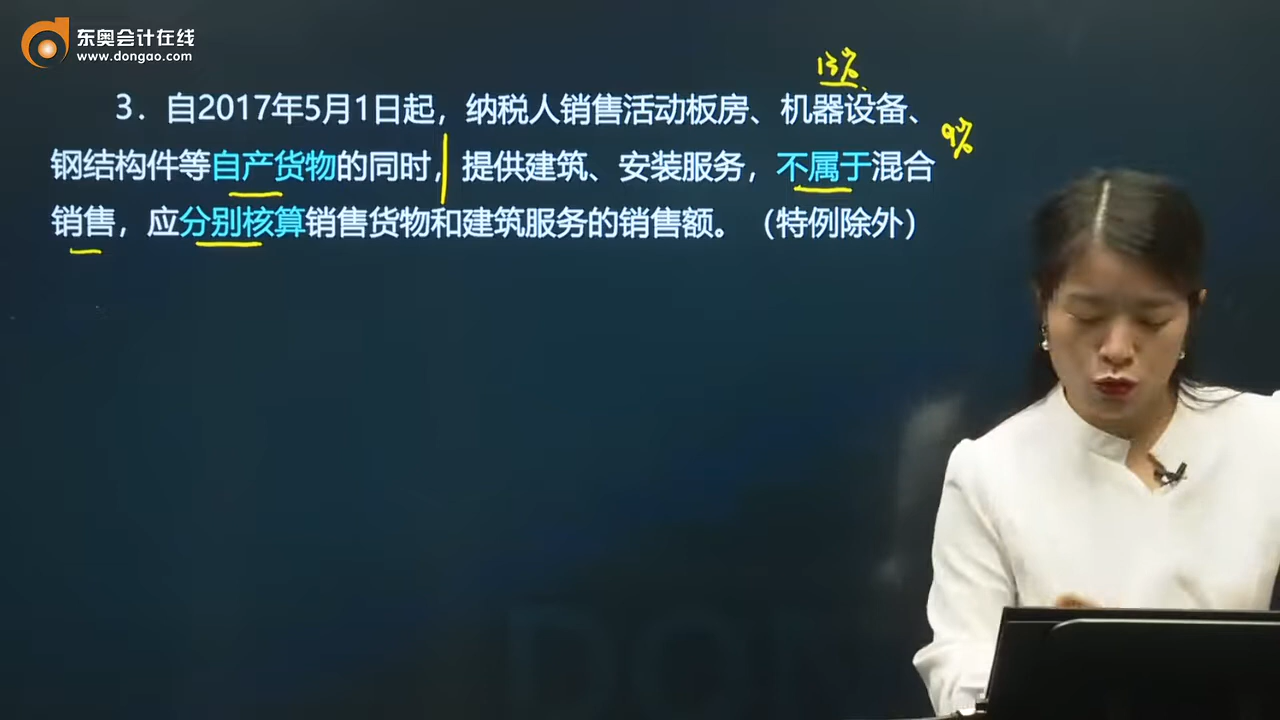 东奥会计在线
www.dongao.com
13%
3．自2017年5月1日起，纳税人销售活动板房、机器设备、
9%
钢结构件等自产货物的同时，提供建筑、安装服务，不属于混合
销售，应分别核算销售货物和建筑服务的销售额。（特例除外）
DON